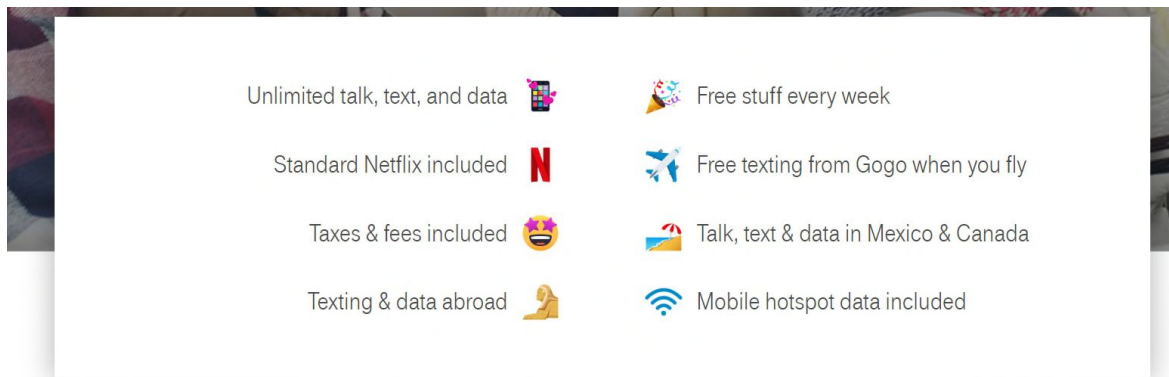 Unlimited talk, text, and data
Free stuff every week
Standard Netflix included
Free texting from Gogo when you fly
Taxes & fees included
Talk, text & data in Mexico & Canada
Texting & data abroad
Mobile hotspot data included